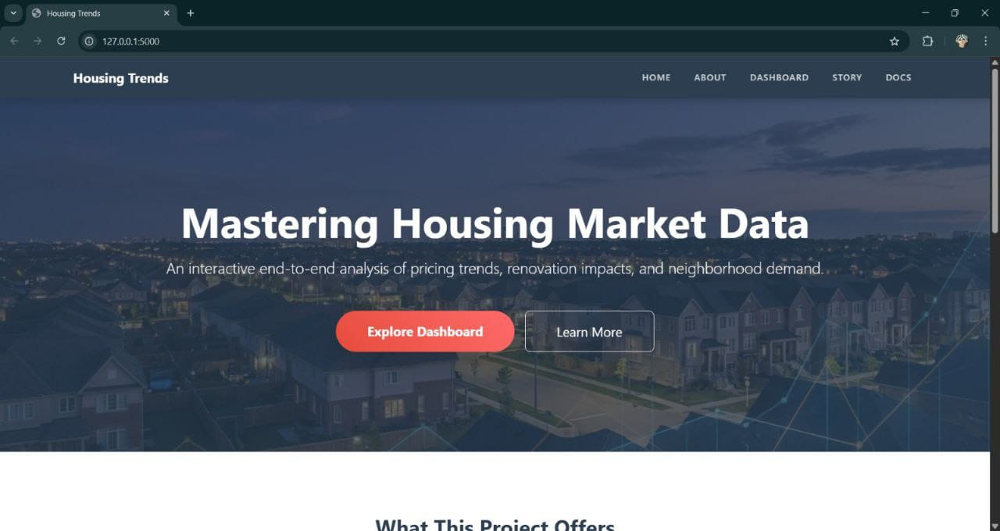 Housing Trends
127.0.0.1:5000
Housing Trends
HOME ABOUT DASHBOARD STORY DOCS
Mastering Housing Market Data
An interactive end-to-end analysis of pricing trends, renovation impacts, and neighborhood demand.
Explore Dashboard
Learn More
What This Project Offers